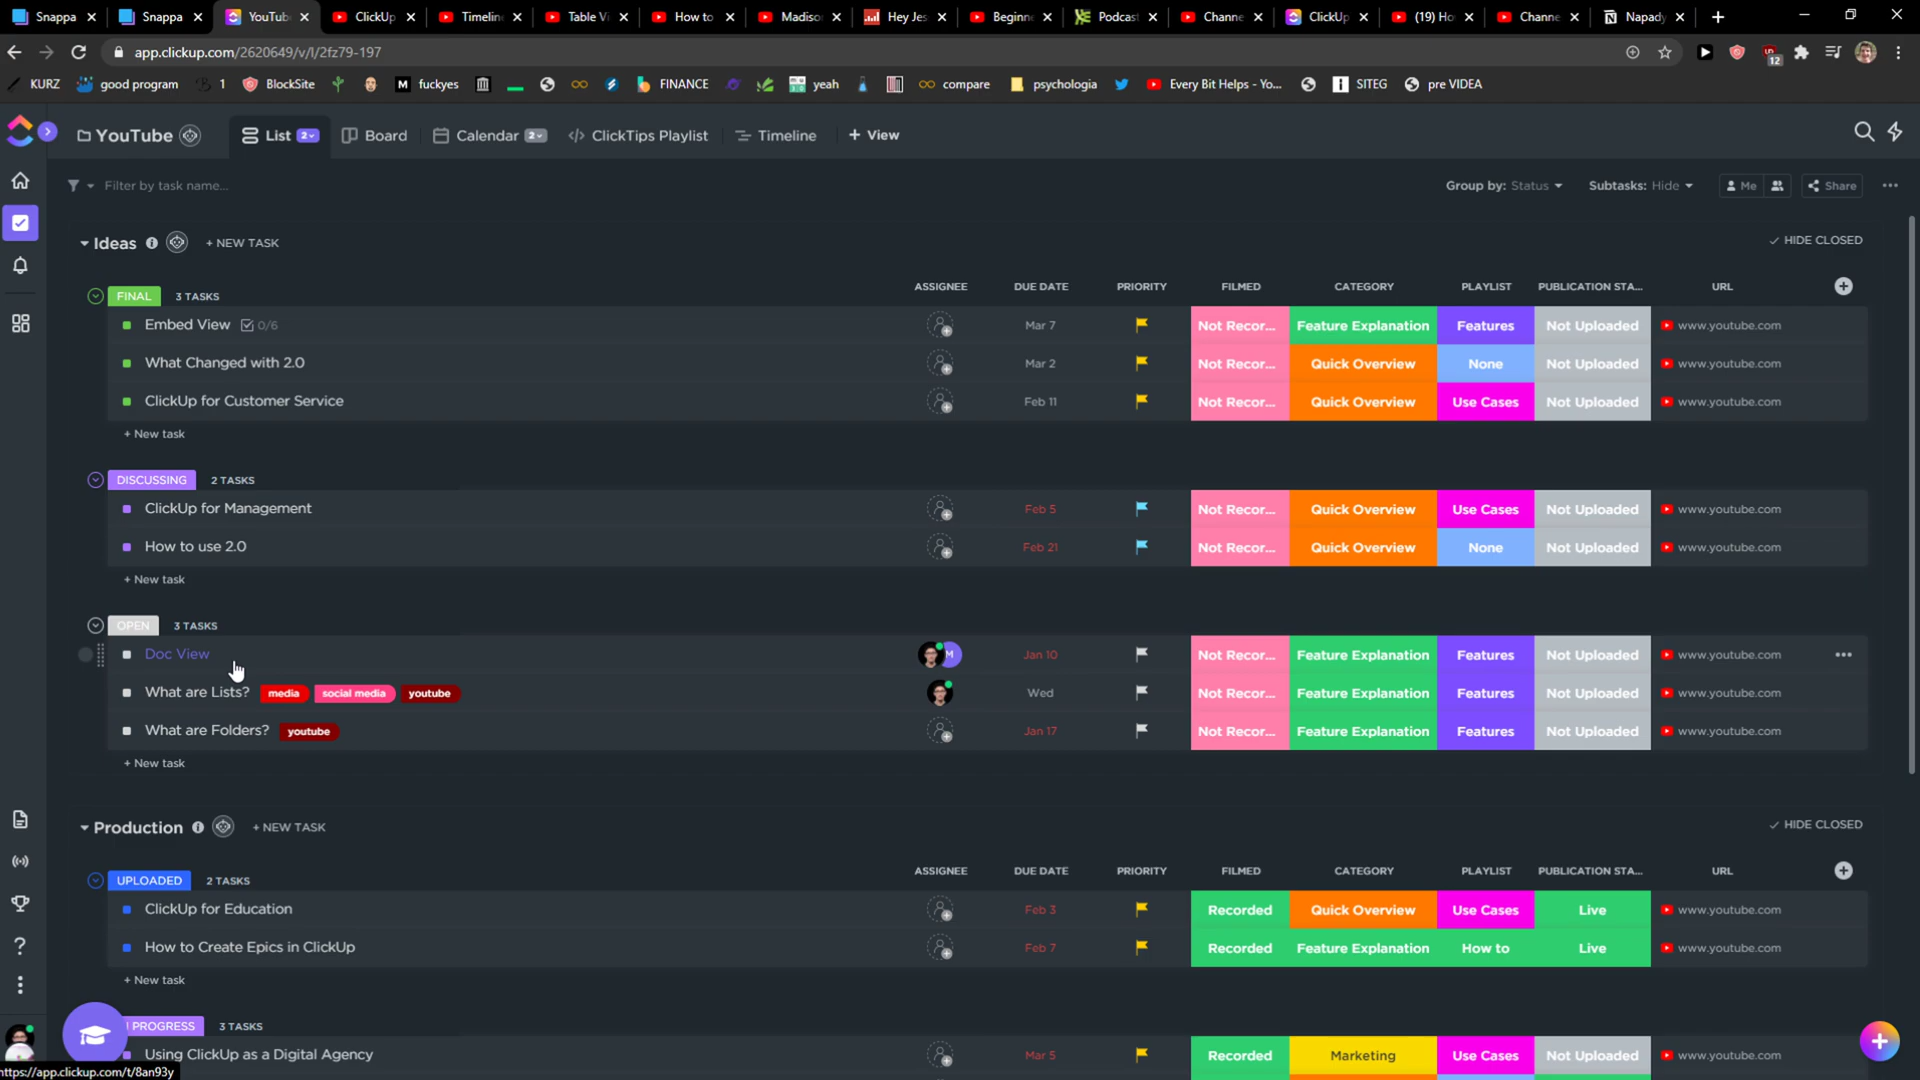 Snappa
Snappa
YouTub
ClickUp
Timelin
Table Vi
How to
Madiso
Hey Jes
Beginne
Podcas
Channe
ClickUp
(19) Ho
Channe
Napady
app.clickup.com/2620649/v/l/2fz79-197
12
KURZ
good program
1
BlockSite
fuckyes
FINANCE
yeah
compare
psychologia
Every Bit Helps - Yo...
SITEG
pre VIDEA
YouTube
List 2
Board
Calendar 2
ClickTips Playlist
Timeline
+ View
Filter by task name...
Group by: Status
Subtasks: Hide
Me
Share
Ideas
+ NEW TASK
HIDE CLOSED
FINAL 3 TASKS ASSIGNEE DUE DATE PRIORITY FILMED CATEGORY PLAYLIST PUBLICATION STA... URL
Embed View 0/6 Mar 7 Not Recor... Feature Explanation Features Not Uploaded www.youtube.com
What Changed with 2.0 Mar 2 Not Recor... Quick Overview None Not Uploaded www.youtube.com
ClickUp for Customer Service Feb 11 Not Recor... Quick Overview Use Cases Not Uploaded www.youtube.com
+ New task
DISCUSSING 2 TASKS
ClickUp for Management Feb 5 Not Recor... Quick Overview Use Cases Not Uploaded www.youtube.com
How to use 2.0 Feb 21 Not Recor... Quick Overview None Not Uploaded www.youtube.com
+ New task
OPEN 3 TASKS
Doc View M Jan 10 Not Recor... Feature Explanation Features Not Uploaded www.youtube.com
What are Lists? media social media youtube Wed Not Recor... Feature Explanation Features Not Uploaded www.youtube.com
What are Folders? youtube Jan 17 Not Recor... Feature Explanation Features Not Uploaded www.youtube.com
+ New task
Production
+ NEW TASK
HIDE CLOSED
UPLOADED 2 TASKS ASSIGNEE DUE DATE PRIORITY FILMED CATEGORY PLAYLIST PUBLICATION STA... URL
ClickUp for Education Feb 3 Recorded Quick Overview Use Cases Live www.youtube.com
How to Create Epics in ClickUp Feb 7 Recorded Feature Explanation How to Live www.youtube.com
+ New task
PROGRESS 3 TASKS
Using ClickUp as a Digital Agency Mar 5 Recorded Marketing Use Cases Not Uploaded www.youtube.com
https://app.clickup.com/t/8an93y